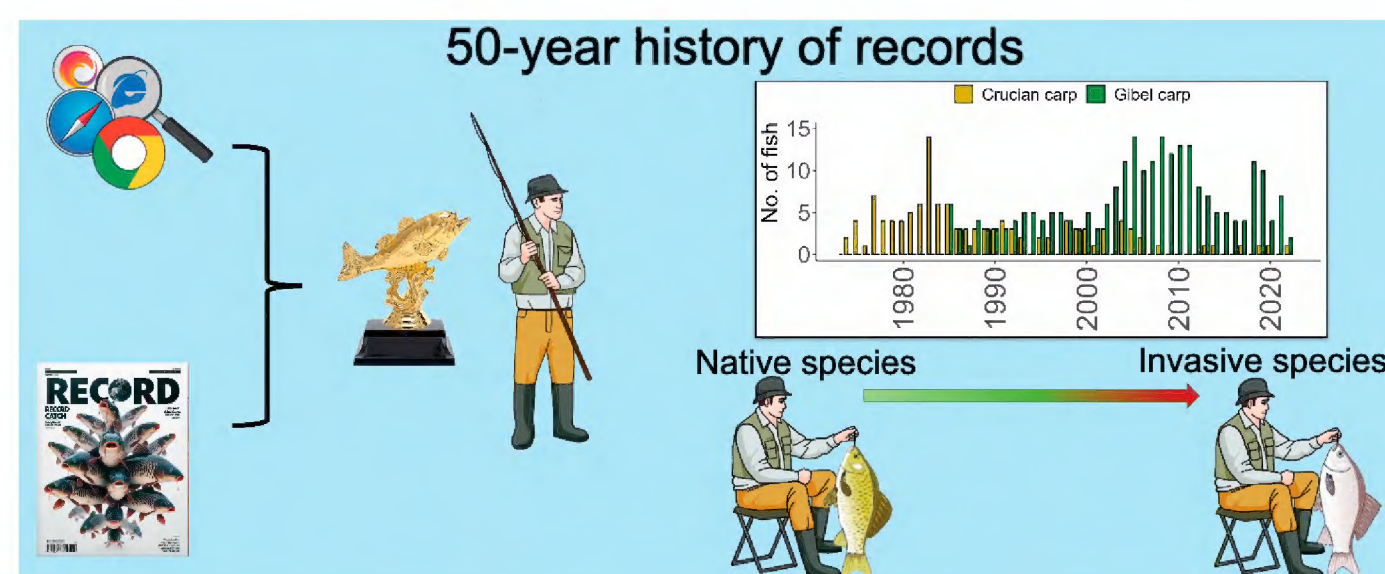 50-year history of records
Crucian carp Gibel carp
No. of fish
15
10
5
0
1980
1990
2000
2010
2020
Native species
Invasive species
RECORD
RECORD
CATCH